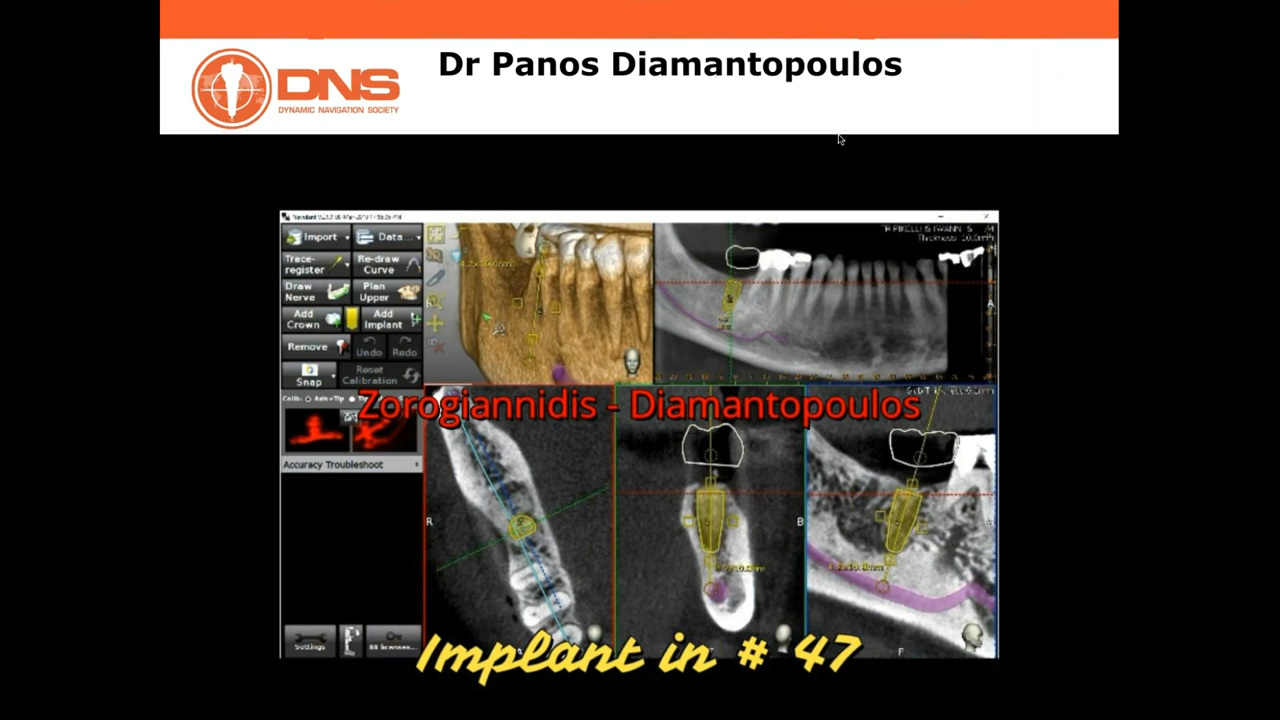 Dr Panos Diamantopoulos
DNS
DYNAMIC NAVIGATION SOCIETY
Import
Data...
Trace-register
Re-draw Curve
Draw Nerve
Plan Upper
Add Crown
Add Implant
Remove
Undo
Redo
Snap
Reset Calibration
R
A
Zorogiannidis - Diamantopoulos
Accuracy Troubleshoot
R
B
Settings
F
Implant in # 47